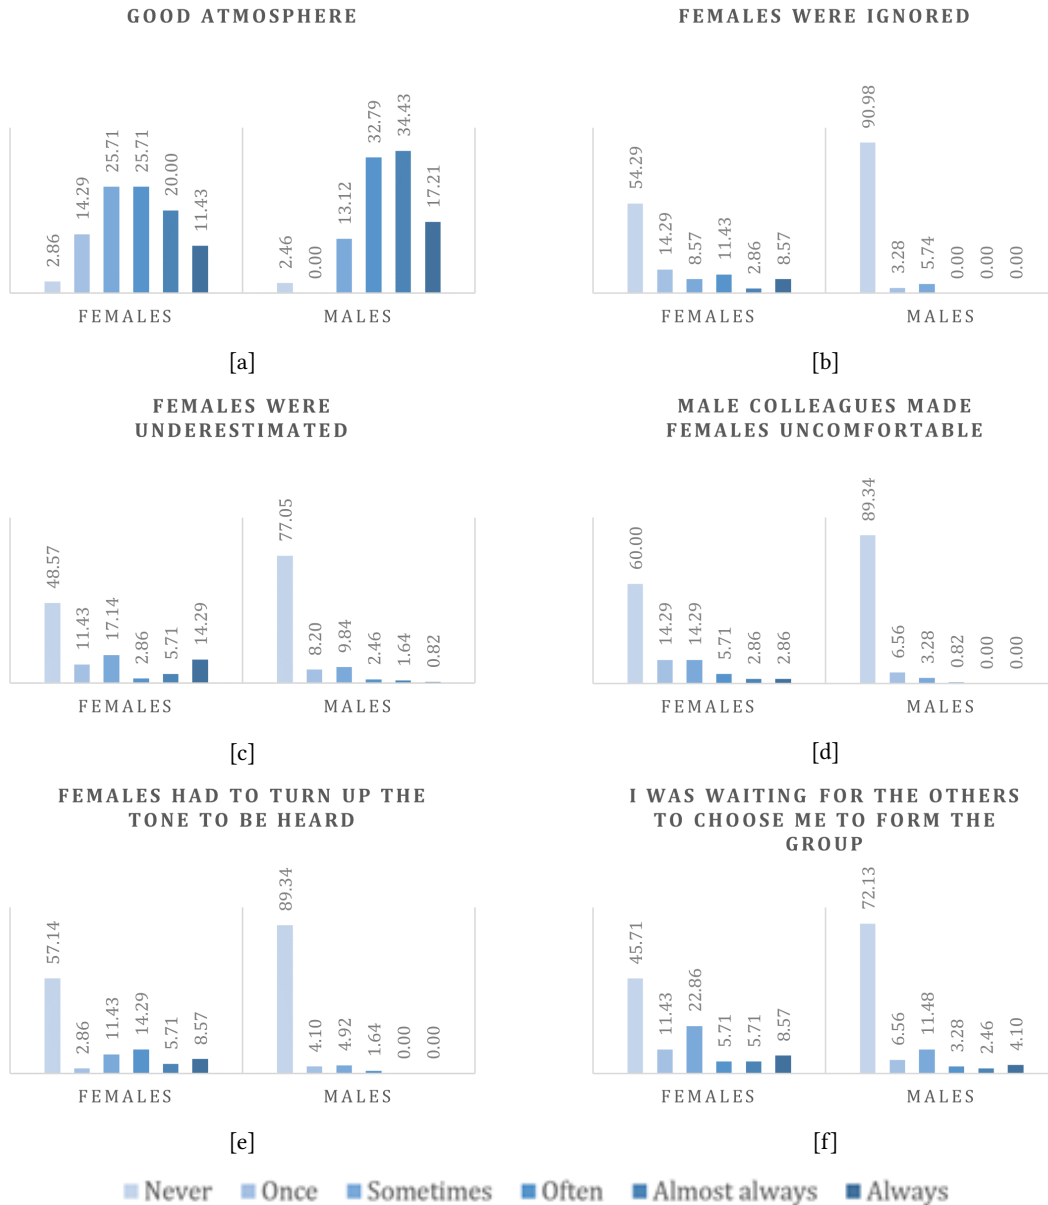 GOOD ATMOSPHERE
2.86 14.29 25.71 25.71 20.00 11.43 2.46 0.00 13.12 32.79 34.43 17.21
FEMALES MALES
[a]
FEMALES WERE IGNORED
54.29 14.29 8.57 11.43 2.86 8.57 90.98 3.28 5.74 0.00 0.00 0.00
FEMALES MALES
[b]
FEMALES WERE
UNDERESTIMATED
48.57 11.43 17.14 2.86 5.71 14.29 77.05 8.20 9.84 2.46 1.64 0.82
FEMALES MALES
[c]
MALE COLLEAGUES MADE
FEMALES UNCOMFORTABLE
60.00 14.29 14.29 5.71 2.86 2.86 89.34 6.56 3.28 0.82 0.00 0.00
FEMALES MALES
[d]
FEMALES HAD TO TURN UP THE
TONE TO BE HEARD
57.14 2.86 11.43 14.29 5.71 8.57 89.34 4.10 4.92 1.64 0.00 0.00
FEMALES MALES
[e]
I WAS WAITING FOR THE OTHERS
TO CHOOSE ME TO FORM THE
GROUP
45.71 11.43 22.86 5.71 5.71 8.57 72.13 6.56 11.48 3.28 2.46 4.10
FEMALES MALES
[f]
Never Once Sometimes Often Almost always Always